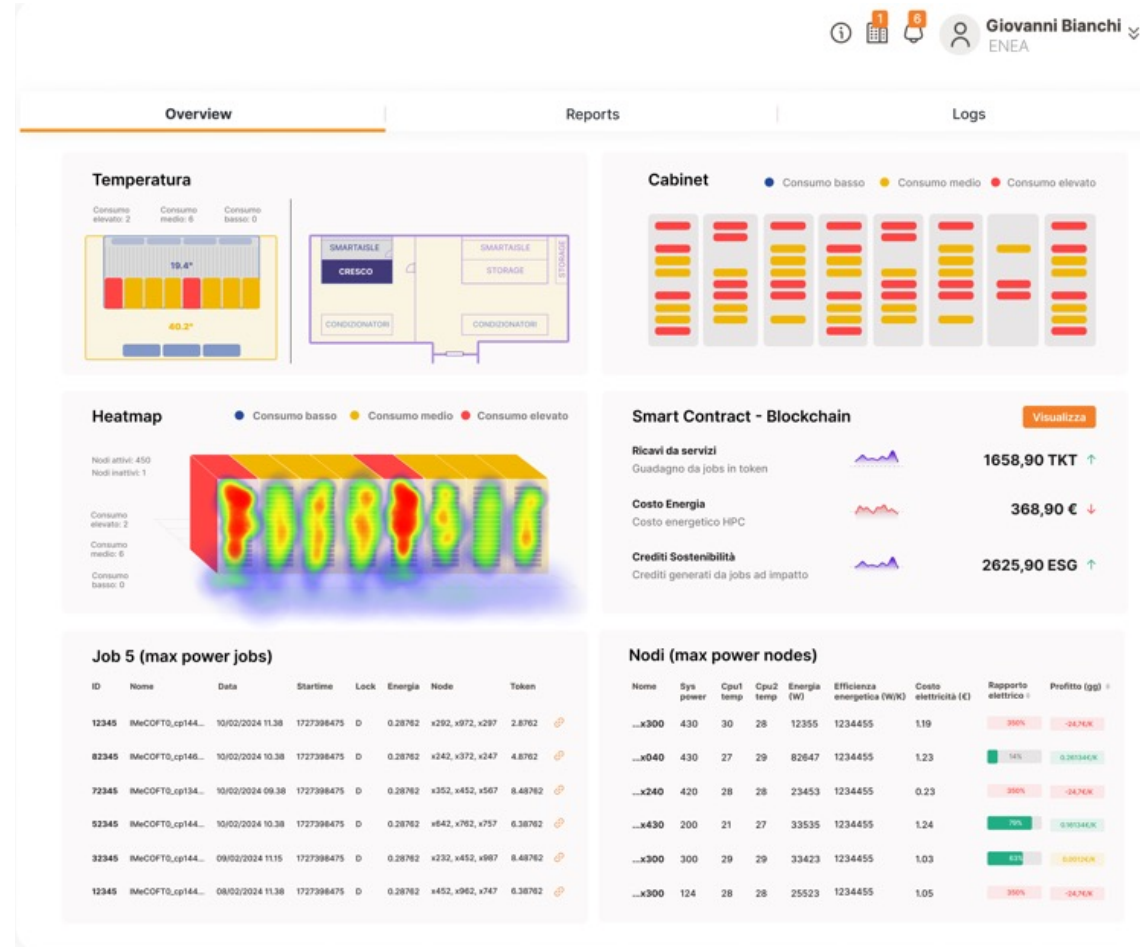 1
6
Giovanni Bianchi
ENEA
Overview
Reports
Logs
Temperatura
Consumo elevato: 2
Consumo medio: 6
Consumo basso: 0
19.4°
40.2°
SMARTAISLE
CRESCO
CONDIZIONATORI
SMARTAISLE
STORAGE
STORAGE
CONDIZIONATORI
Cabinet
Consumo basso
Consumo medio
Consumo elevato
Heatmap
Consumo basso
Consumo medio
Consumo elevato
Nodi attivi: 450
Nodi inattivi: 1
Consumo
elevato: 2
Consumo
medio: 6
Consumo
basso: 0
Smart Contract - Blockchain
Visualizza
Ricavi da servizi
Guadagno da jobs in token
1658,90 TKT
Costo Energia
Costo energetico HPC
368,90 €
Crediti Sostenibilità
Crediti generati da jobs ad impatto
2625,90 ESG
Job 5 (max power jobs)
ID Nome Data Startime Lock Energia Node Token
12345 IMeCOFT0_cp144... 10/02/2024 11.38 1727398475 D 0.28762 x292, x972, x297 2.8762
82345 IMeCOFT0_cp146... 10/02/2024 10.38 1727398475 D 0.28762 x242, x372, x247 4.8762
72345 IMeCOFT0_cp134... 10/02/2024 09.38 1727398475 D 0.28762 x352, x452, x567 8.48762
52345 IMeCOFT0_cp144... 10/02/2024 10.38 1727398475 D 0.28762 x642, x762, x757 6.38762
32345 IMeCOFT0_cp144... 09/02/2024 11.15 1727398475 D 0.28762 x232, x452, x987 8.48762
12345 IMeCOFT0_cp144... 08/02/2024 11.38 1727398475 D 0.28762 x452, x962, x747 6.38762
Nodi (max power nodes)
Nome Sys power Cpu1 temp Cpu2 temp Energia (W) Efficienza energetica (W/K) Costo elettricità (€) Rapporto elettrico Profitto (gg)
...x300 430 30 28 12355 1234455 1.19
...x040 430 27 29 82647 1234455 1.23 14%
...x240 420 28 28 23453 1234455 0.23
...x430 200 21 27 33535 1234455 1.24 79%
...x300 300 29 29 33423 1234455 1.03
...x300 124 28 28 25523 1234455 1.05